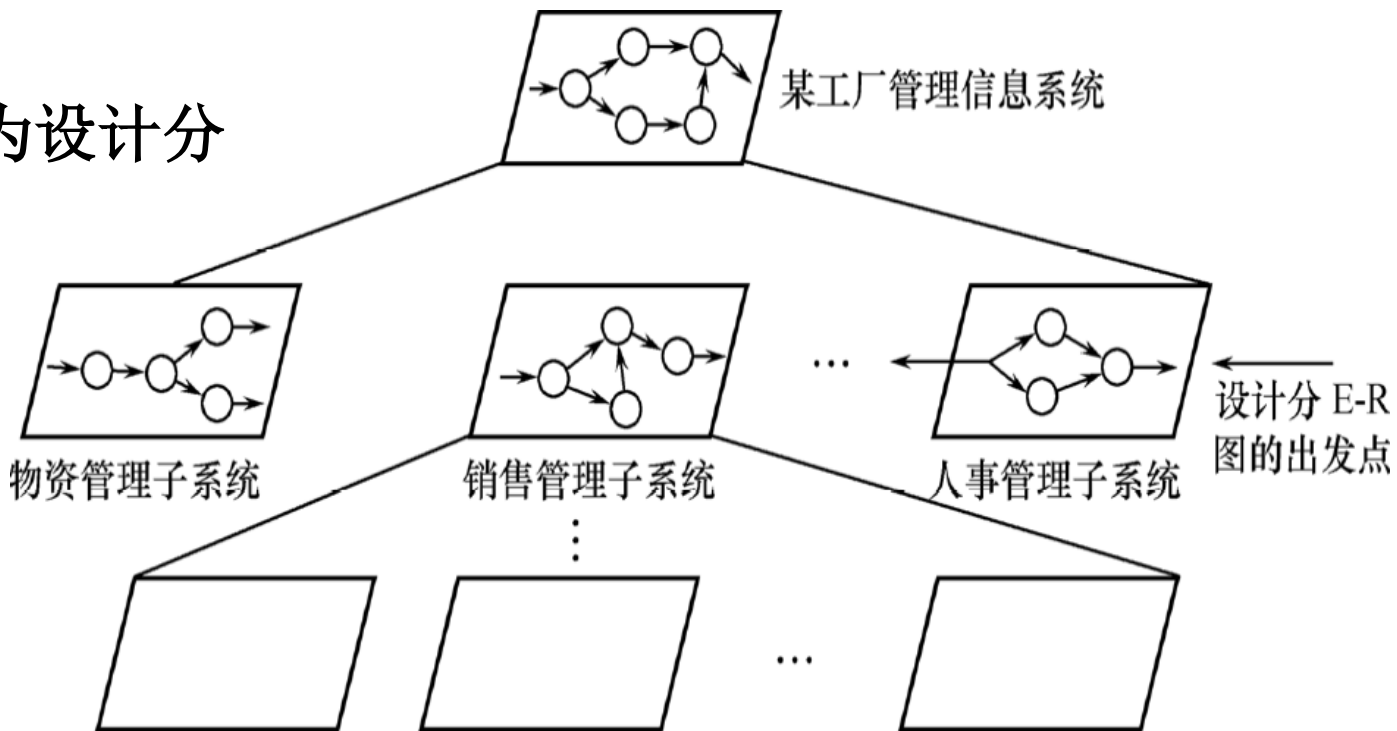 某工厂管理信息系统
为设计分
…
设计分 E-R
图的出发点
物资管理子系统
销售管理子系统
人事管理子系统
⋮
…